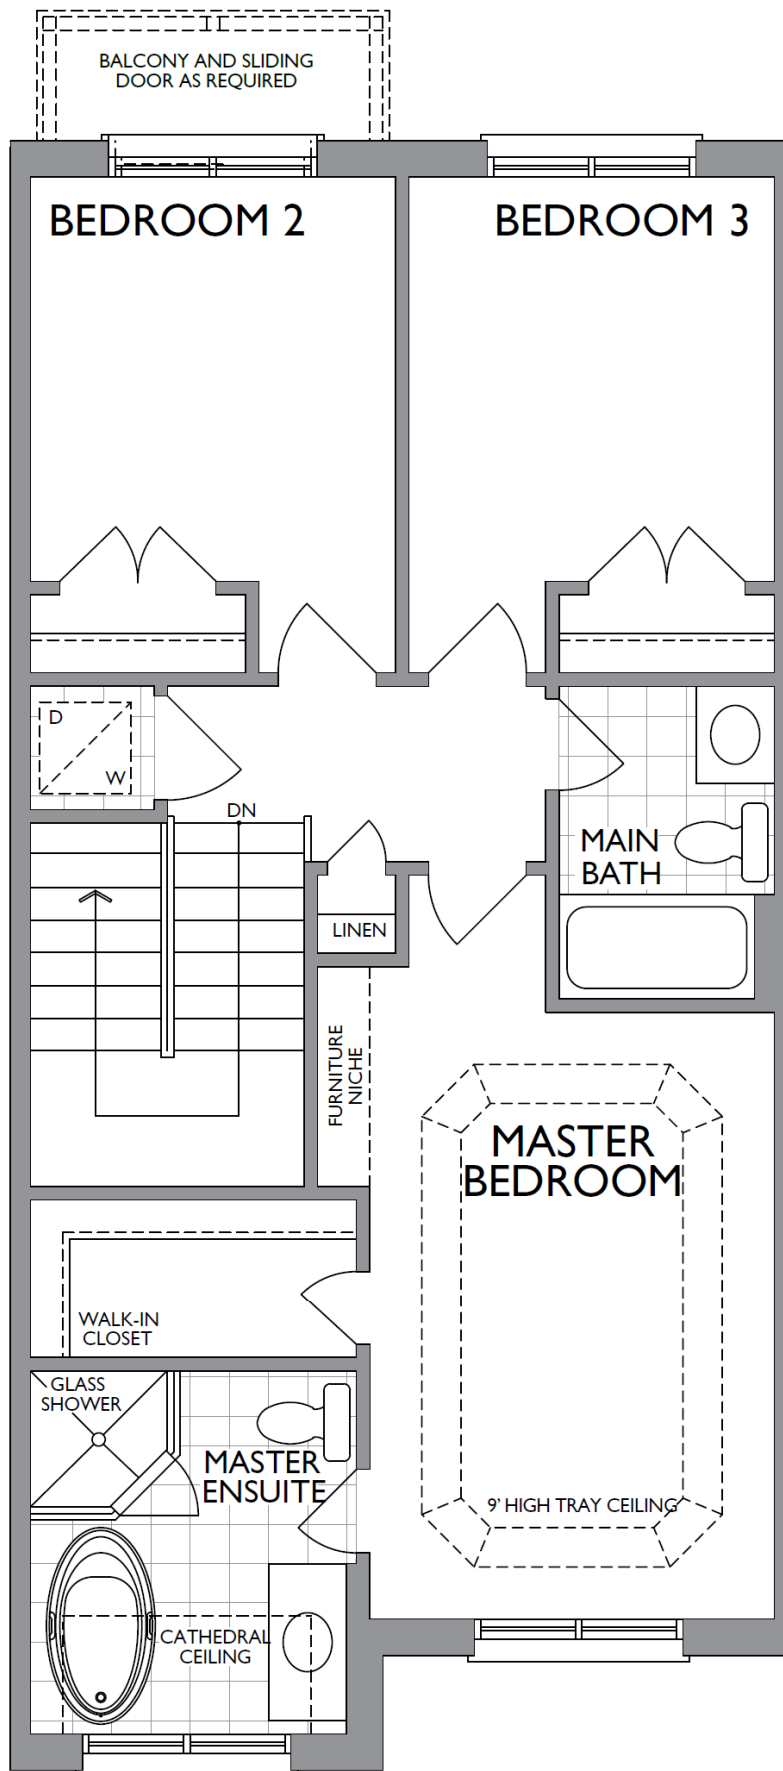 BALCONY AND SLIDING
DOOR AS REQUIRED
BEDROOM 2
BEDROOM 3
D
W
DN
MAIN
BATH
LINEN
FURNITURE
NICHE
MASTER
BEDROOM
WALK-IN
CLOSET
GLASS
SHOWER
MASTER
ENSUITE
9' HIGH TRAY CEILING
CATHEDRAL
CEILING